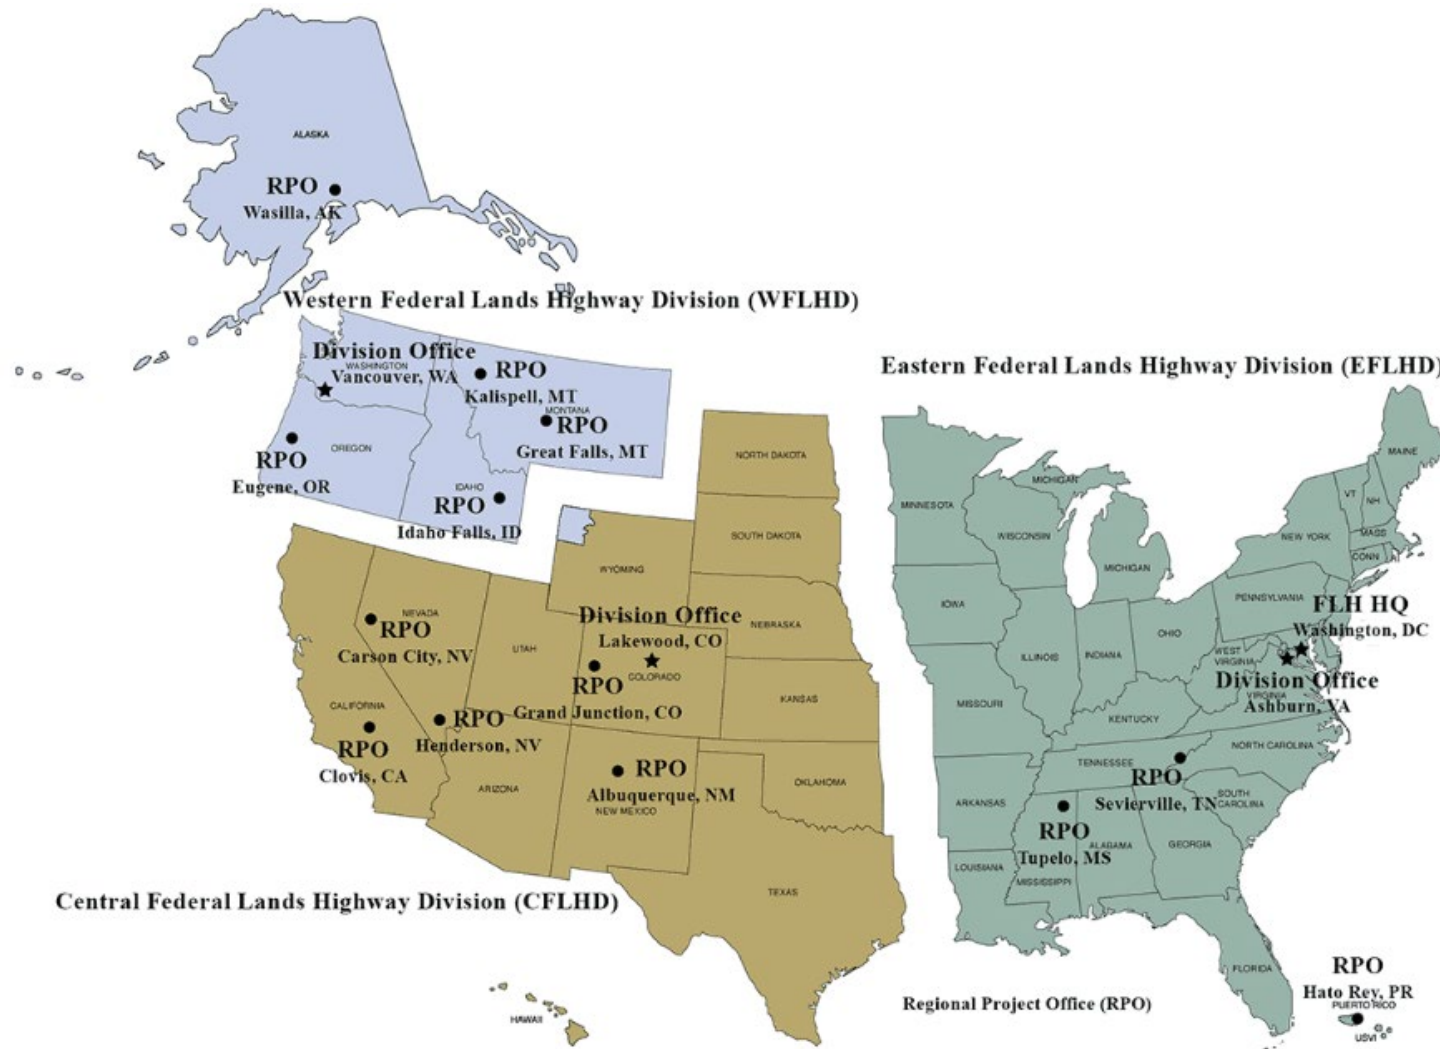 ALASKA
RPO
Wasilla, AK
Western Federal Lands Highway Division (WFLHD)
Division Office
WASHINGTON
Vancouver, WA
RPO
Kalispell, MT
MONTANA
RPO
Great Falls, MT
OREGON
RPO
Eugene, OR
IDAHO
RPO
Idaho Falls, ID
NORTH DAKOTA
SOUTH DAKOTA
WYOMING
Division Office
Lakewood, CO
NEBRASKA
NEVADA
RPO
Carson City, NV
UTAH
COLORADO
RPO
Grand Junction, CO
KANSAS
CALIFORNIA
RPO
Clovis, CA
RPO
Henderson, NV
ARIZONA
RPO
Albuquerque, NM
NEW MEXICO
OKLAHOMA
TEXAS
Central Federal Lands Highway Division (CFLHD)
HAWAII
Eastern Federal Lands Highway Division (EFLHD)
MAINE
MINNESOTA
MICHIGAN
VT
NH
WISCONSIN
NEW YORK
MASS
CONN
MICHIGAN
IOWA
PENNSYLVANIA
FLH HQ
Washington, DC
OHIO
ILLINOIS
INDIANA
WEST
VIRGINIA
Division Office
VIRGINIA
Ashburn, VA
MISSOURI
KENTUCKY
NORTH CAROLINA
TENNESSEE
RPO
Sevierville, TN
SOUTH
CAROLINA
ARKANSAS
RPO
Tupelo, MS
ALABAMA
GEORGIA
LOUISIANA
MISSISSIPPI
FLORIDA
RPO
Hato Rey, PR
PUERTO RICO
USVI
Regional Project Office (RPO)